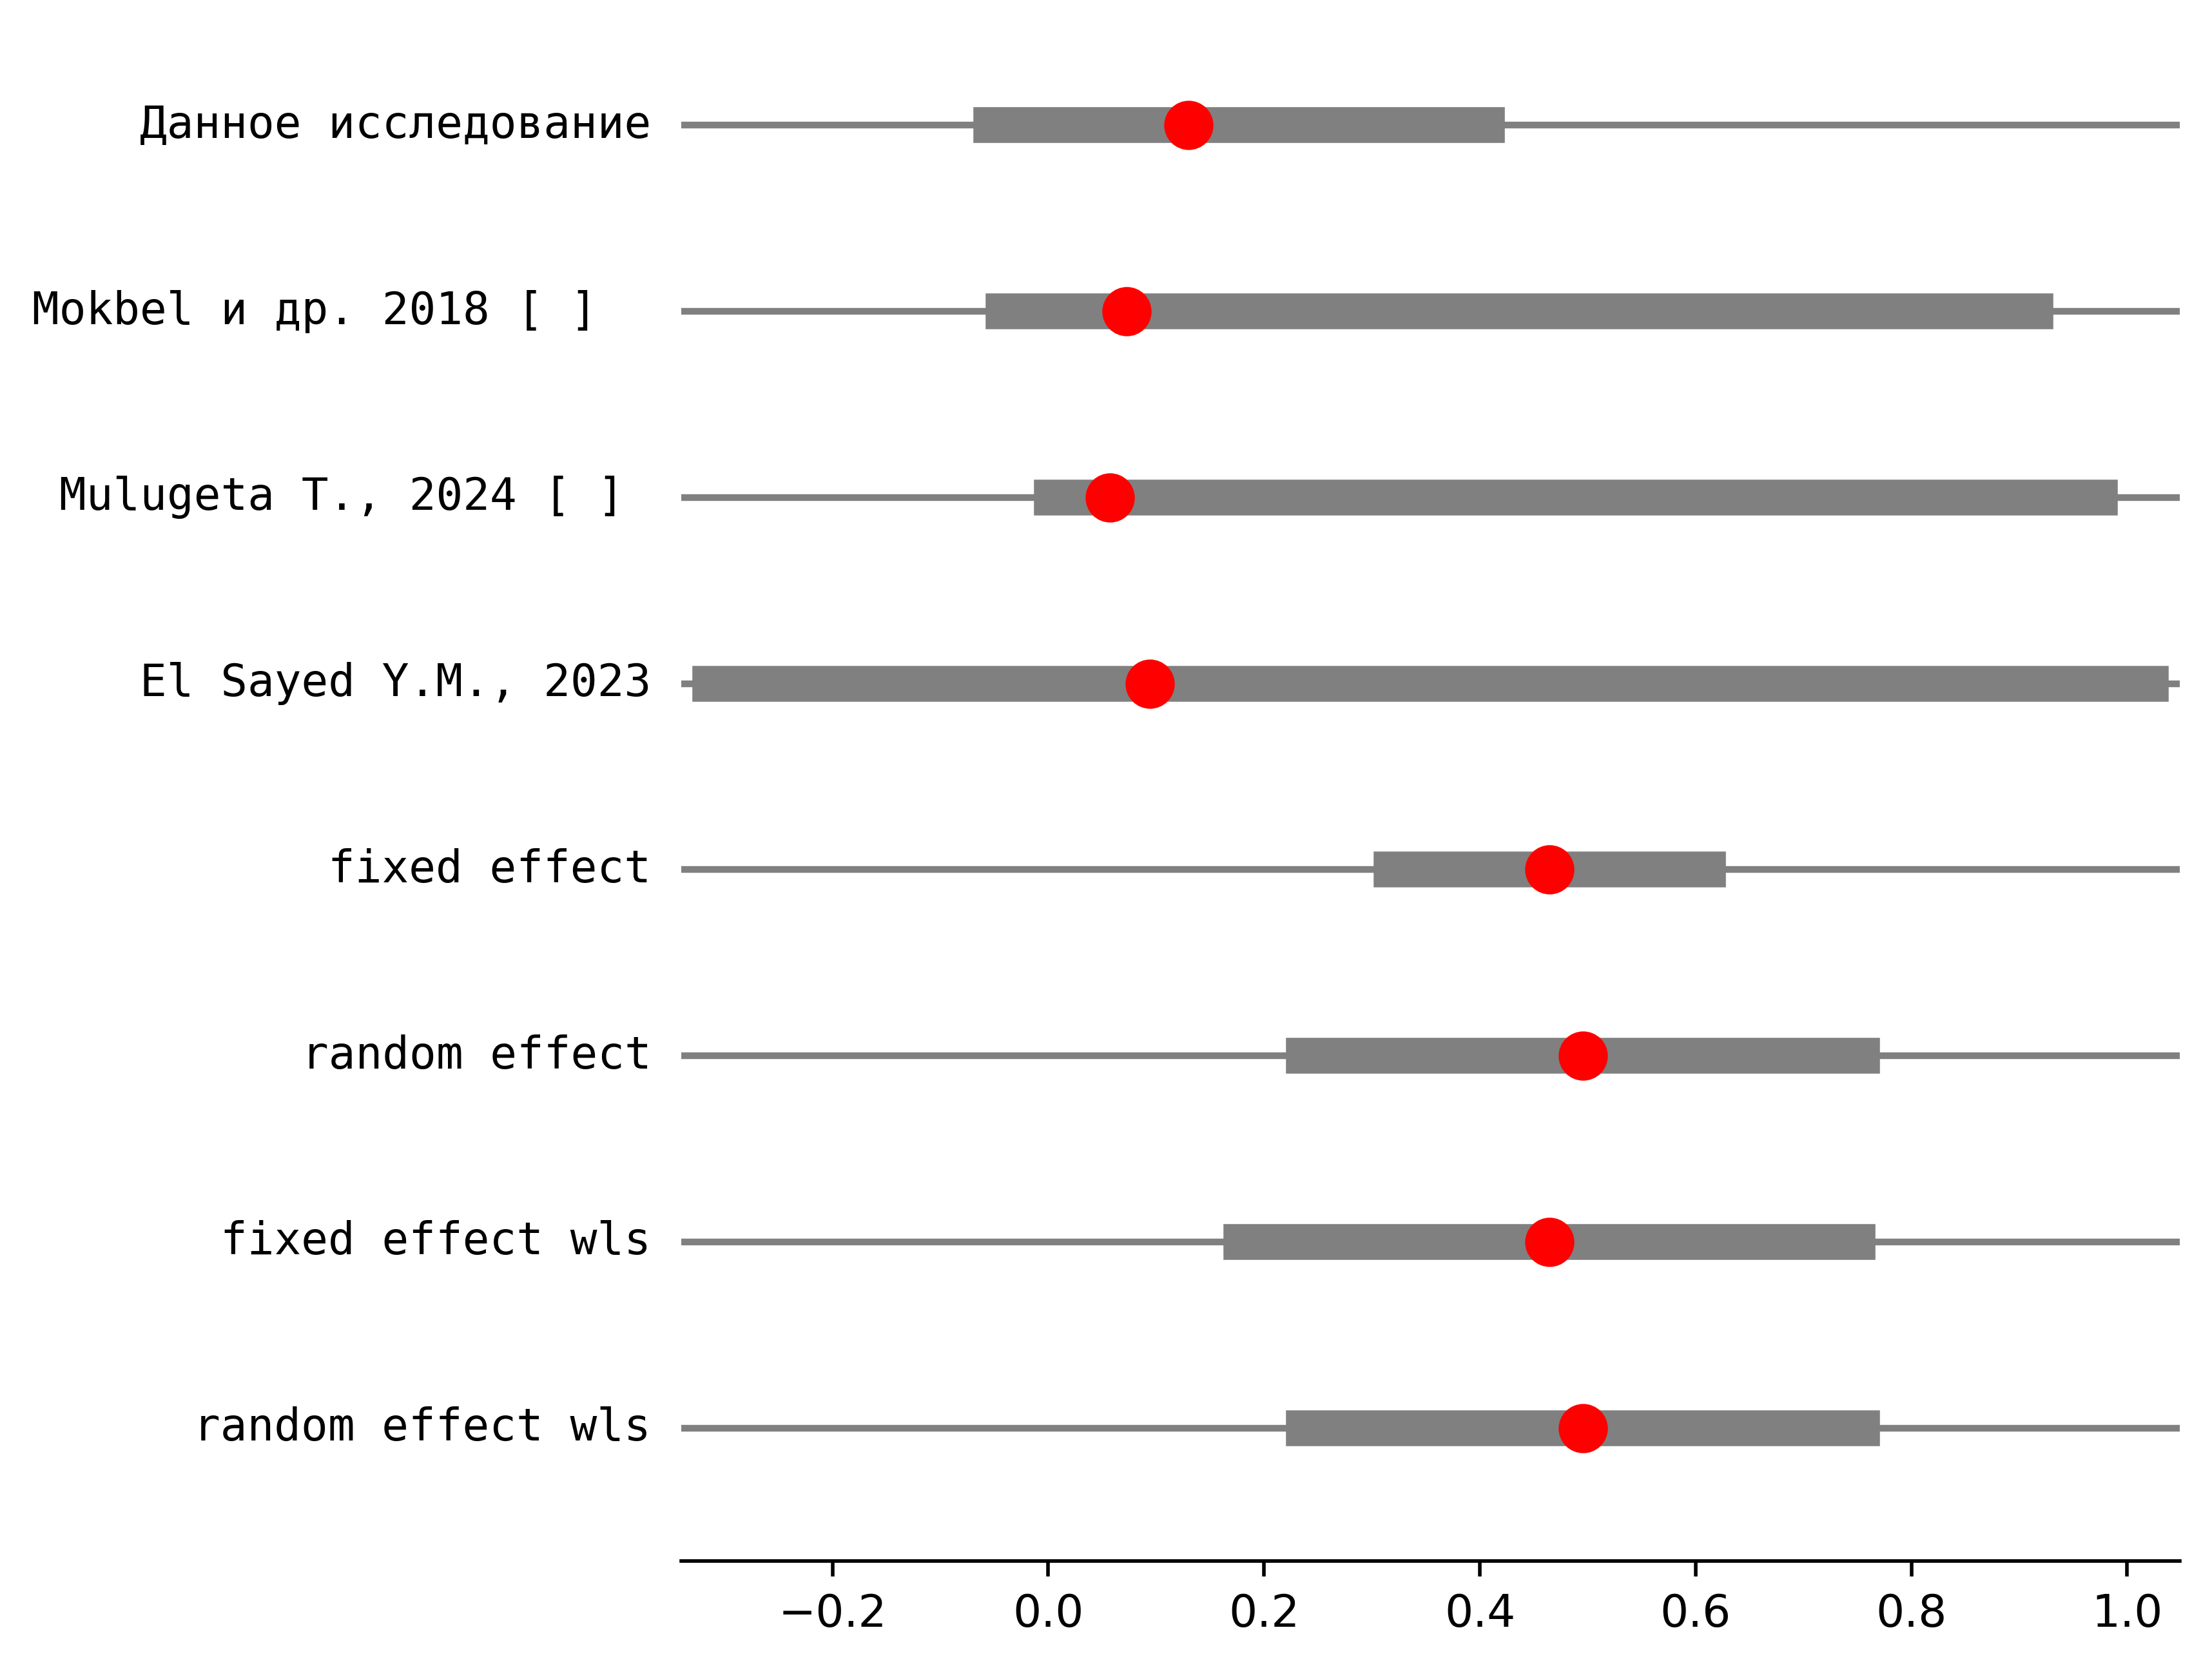 Данное исследование
Mokbel и др. 2018 [ ]
Mulugeta T., 2024 [ ]
El Sayed Y.M., 2023
fixed effect
random effect
fixed effect wls
random effect wls
−0.2 0.0 0.2 0.4 0.6 0.8 1.0